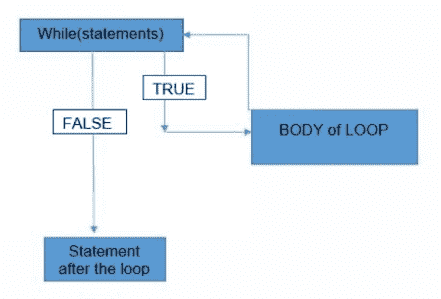 While(statements)
TRUE
FALSE
BODY of LOOP
Statement
after the loop